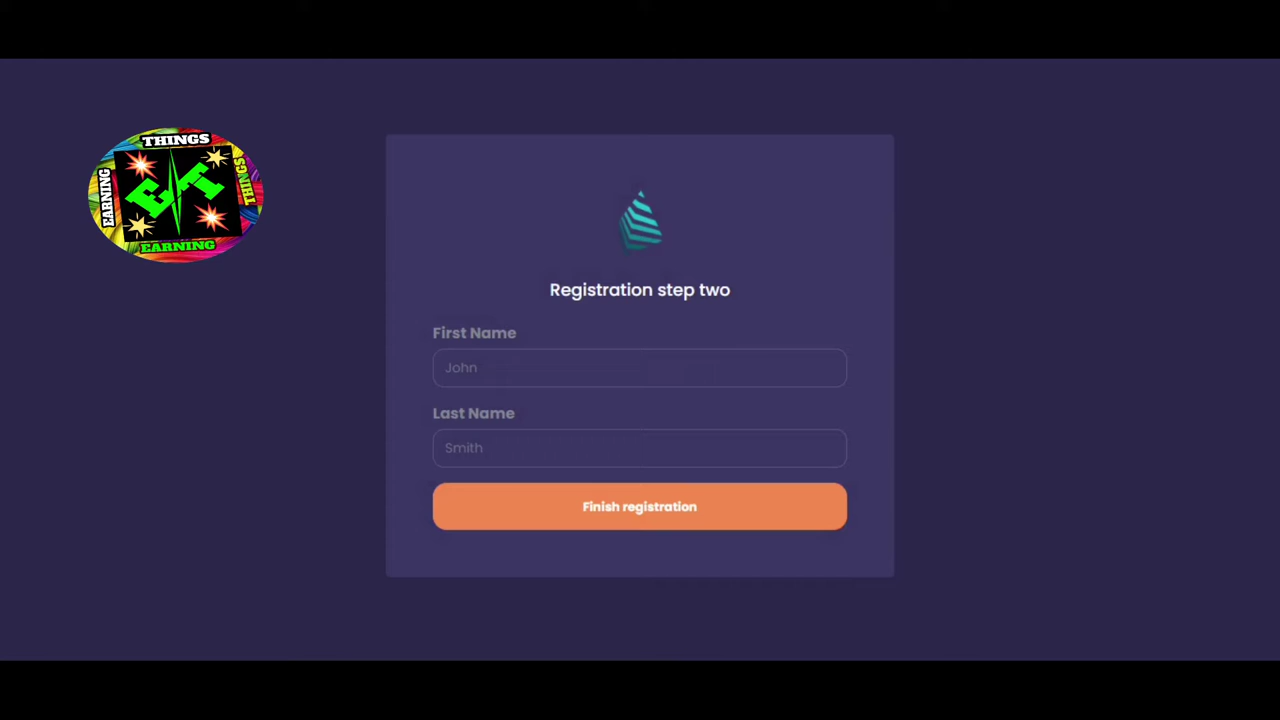 THINGS
EARNING
E T
THINGS
EARNING
Registration step two
First Name
John
Last Name
Smith
Finish registration